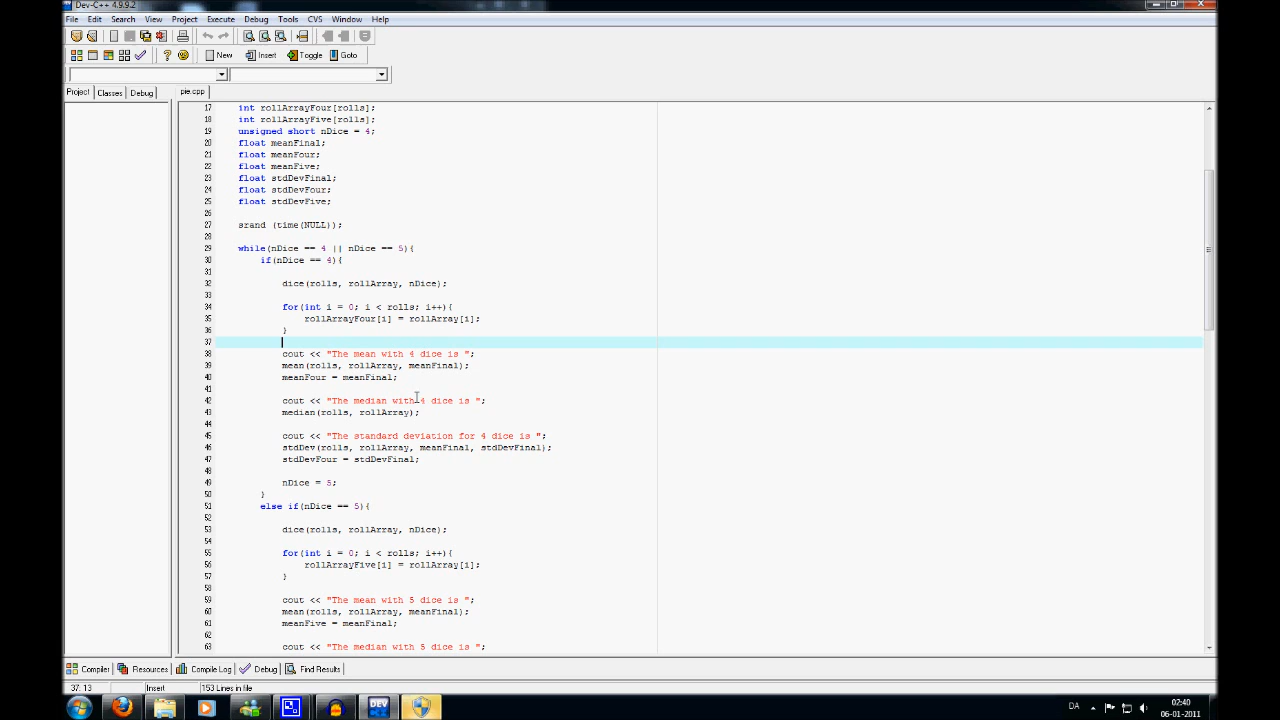 Dev-C++ 4.9.9.2
File Edit Search View Project Execute Debug Tools CVS Window Help
New Insert Toggle Goto
Project Classes Debug pie.cpp
17 int rollArrayFour[rolls];
18 int rollArrayFive[rolls];
19 unsigned short nDice = 4;
20 float meanFinal;
21 float meanFour;
22 float meanFive;
23 float stdDevFinal;
24 float stdDevFour;
25 float stdDevFive;
26
27 srand (time(NULL));
28
29 while(nDice == 4 || nDice == 5){
30 if(nDice == 4){
31
32 dice(rolls, rollArray, nDice);
33
34 for(int i = 0; i < rolls; i++){
35 rollArrayFour[i] = rollArray[i];
36 }
37
38 cout << "The mean with 4 dice is ";
39 mean(rolls, rollArray, meanFinal);
40 meanFour = meanFinal;
41
42 cout << "The median with 4 dice is ";
43 median(rolls, rollArray);
44
45 cout << "The standard deviation for 4 dice is ";
46 stdDev(rolls, rollArray, meanFinal, stdDevFinal);
47 stdDevFour = stdDevFinal;
48
49 nDice = 5;
50 }
51 else if(nDice == 5){
52
53 dice(rolls, rollArray, nDice);
54
55 for(int i = 0; i < rolls; i++){
56 rollArrayFive[i] = rollArray[i];
57 }
58
59 cout << "The mean with 5 dice is ";
60 mean(rolls, rollArray, meanFinal);
61 meanFive = meanFinal;
62
63 cout << "The median with 5 dice is ";
Compiler Resources Compile Log Debug Find Results
37: 13 Insert 153 Lines in file
DEV DA 02:40
06-01-2011